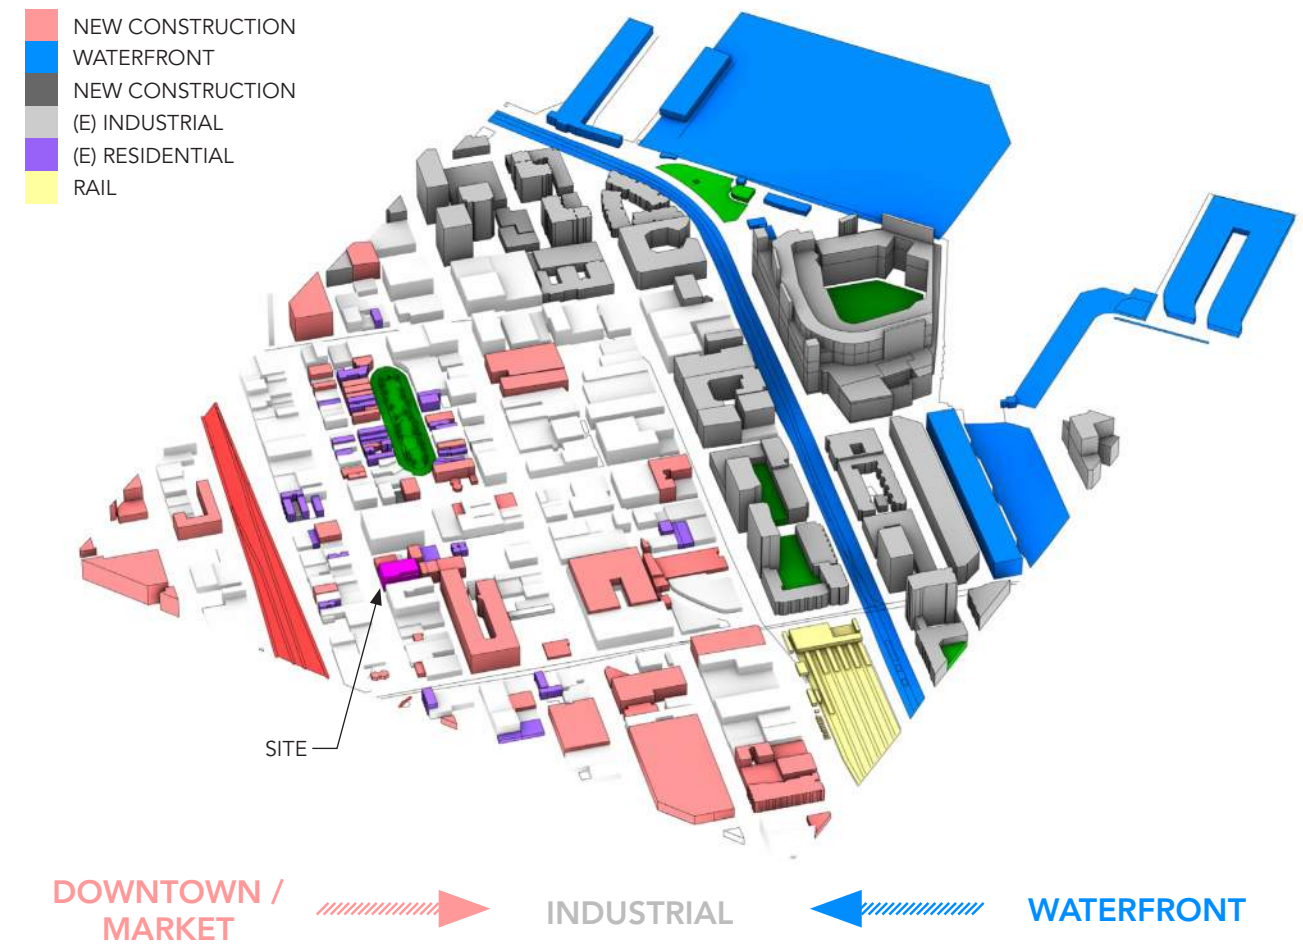 NEW CONSTRUCTION
WATERFRONT
NEW CONSTRUCTION
(E) INDUSTRIAL
(E) RESIDENTIAL
RAIL
SITE
DOWNTOWN /
MARKET
INDUSTRIAL
WATERFRONT